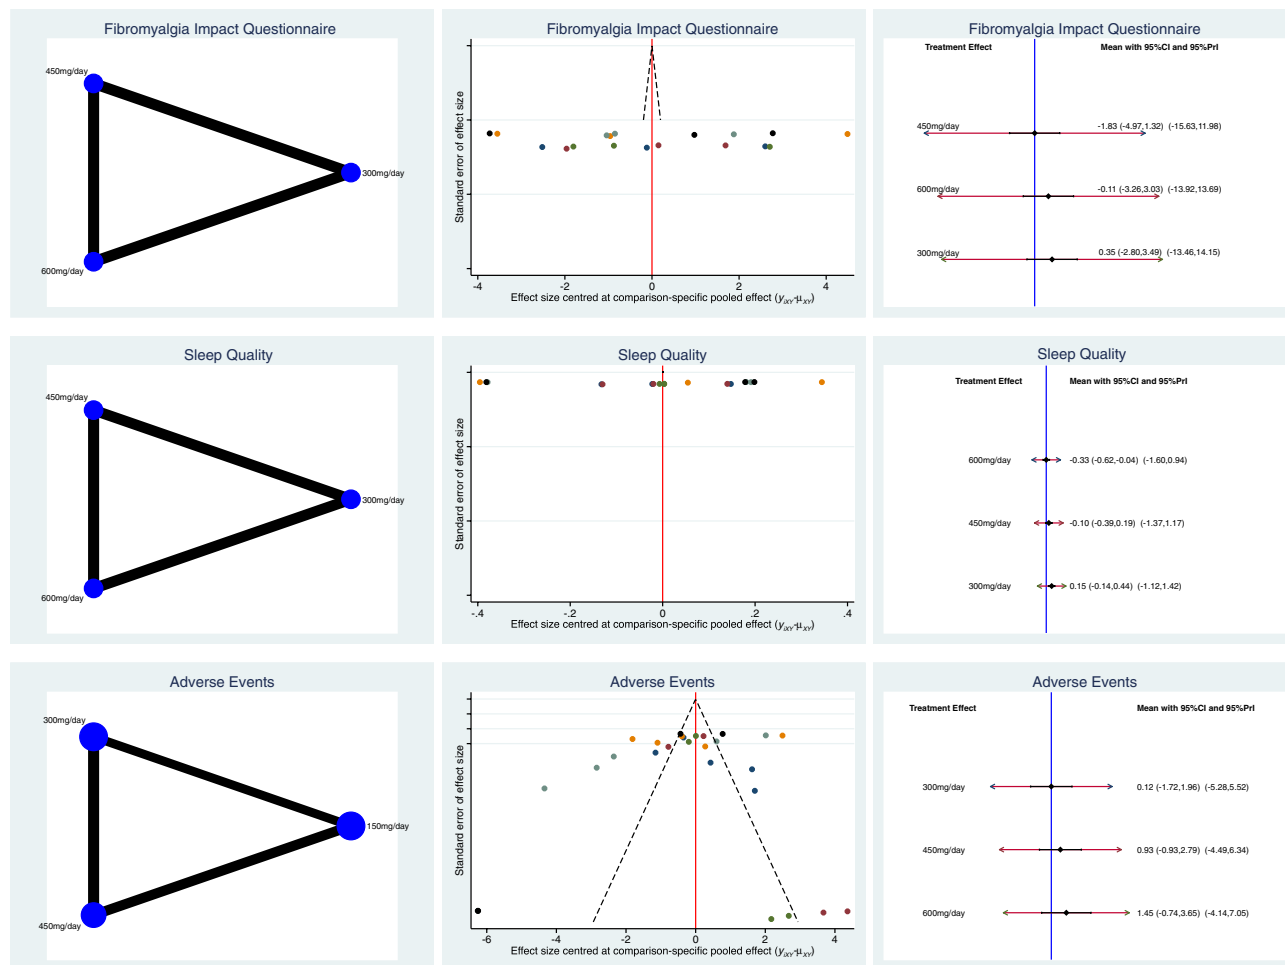 Fibromyalgia Impact Questionnaire
450mg/day
300mg/day
600mg/day
Fibromyalgia Impact Questionnaire
Standard error of effect size
-4
-2
0
2
4
Effect size centred at comparison-specific pooled effect (yiXY-μXY)
Fibromyalgia Impact Questionnaire
Treatment Effect
Mean with 95%CI and 95%PrI
450mg/day
-1.83 (-4.97,1.32) (-15.63,11.98)
600mg/day
-0.11 (-3.26,3.03) (-13.92,13.69)
300mg/day
0.35 (-2.80,3.49) (-13.46,14.15)
Sleep Quality
450mg/day
300mg/day
600mg/day
Sleep Quality
Standard error of effect size
-.4
-.2
0
.2
.4
Effect size centred at comparison-specific pooled effect (yiXY-μXY)
Sleep Quality
Treatment Effect
Mean with 95%CI and 95%PrI
600mg/day
-0.33 (-0.62,-0.04) (-1.60,0.94)
450mg/day
-0.10 (-0.39,0.19) (-1.37,1.17)
300mg/day
0.15 (-0.14,0.44) (-1.12,1.42)
Adverse Events
300mg/day
150mg/day
450mg/day
Adverse Events
Standard error of effect size
-6
-4
-2
0
2
4
Effect size centred at comparison-specific pooled effect (yiXY-μXY)
Adverse Events
Treatment Effect
Mean with 95%CI and 95%PrI
300mg/day
0.12 (-1.72,1.96) (-5.28,5.52)
450mg/day
0.93 (-0.93,2.79) (-4.49,6.34)
600mg/day
1.45 (-0.74,3.65) (-4.14,7.05)